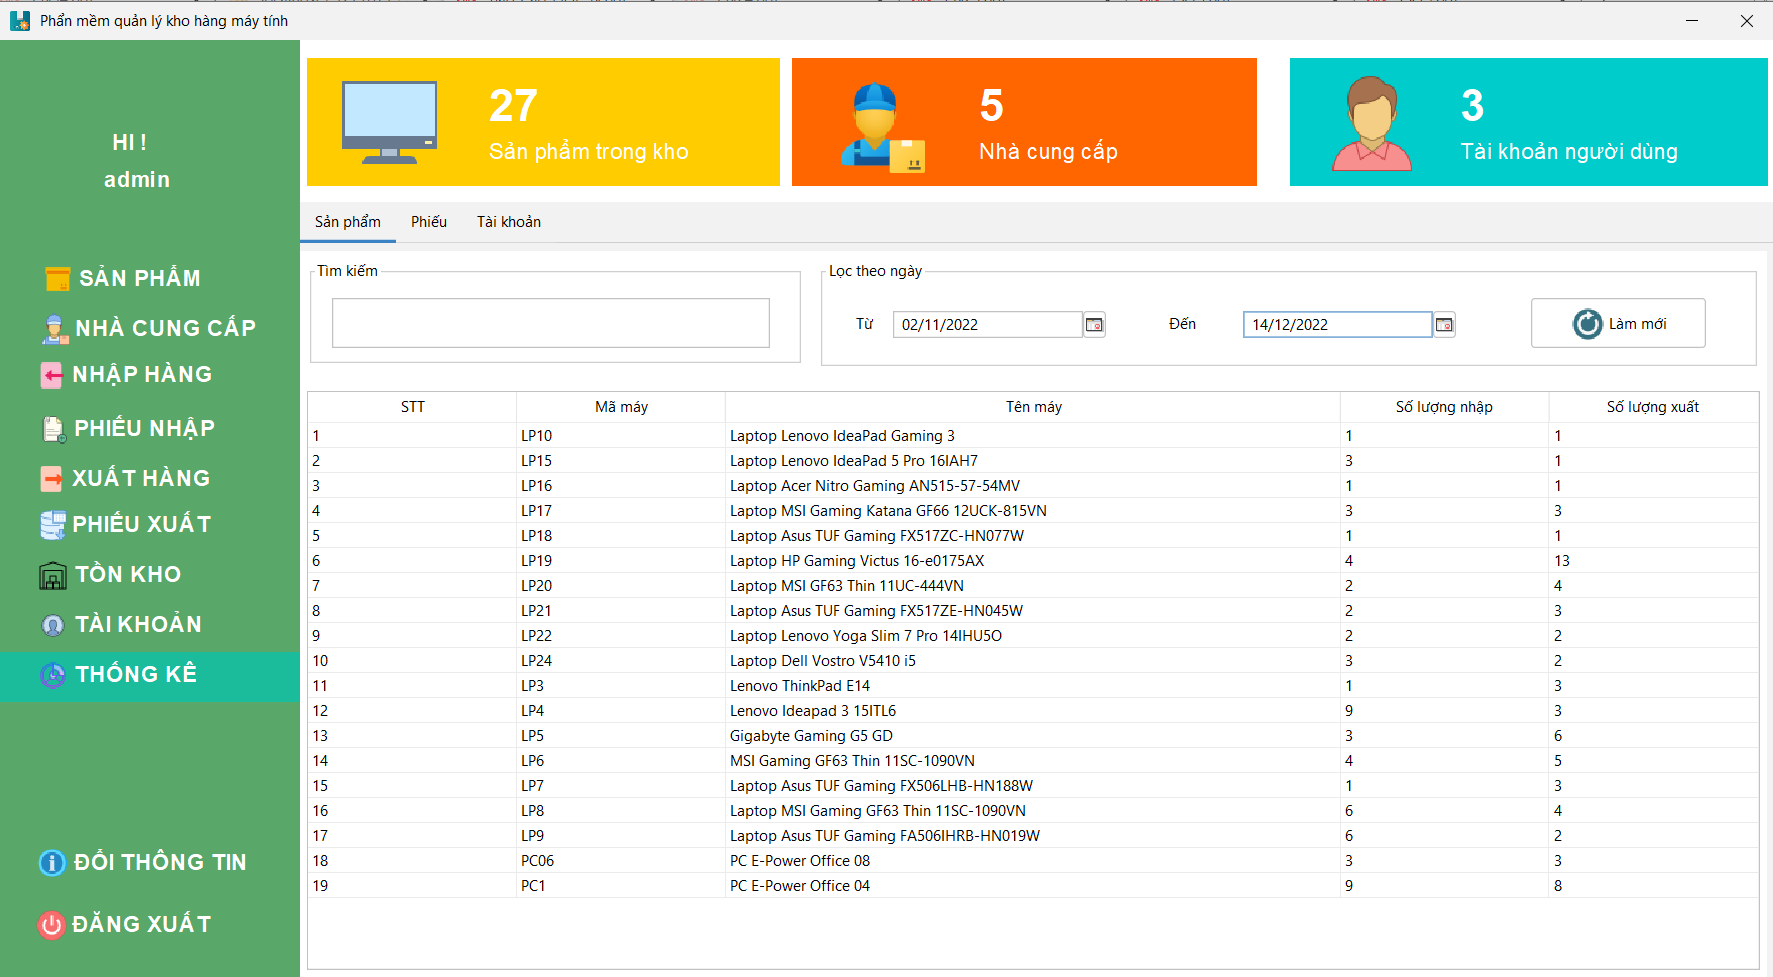 Phần mềm quản lý kho hàng máy tính
HI !
admin
SẢN PHẨM
NHÀ CUNG CẤP
NHẬP HÀNG
PHIẾU NHẬP
XUẤT HÀNG
PHIẾU XUẤT
TỒN KHO
TÀI KHOẢN
THỐNG KÊ
ĐỔI THÔNG TIN
ĐĂNG XUẤT
27
Sản phẩm trong kho
5
Nhà cung cấp
3
Tài khoản người dùng
Sản phẩm Phiếu Tài khoản
Tìm kiếm
Lọc theo ngày
Từ 02/11/2022 Đến 14/12/2022 Làm mới
STT Mã máy Tên máy Số lượng nhập Số lượng xuất
1 LP10 Laptop Lenovo IdeaPad Gaming 3 1 1
2 LP15 Laptop Lenovo IdeaPad 5 Pro 16IAH7 3 1
3 LP16 Laptop Acer Nitro Gaming AN515-57-54MV 1 1
4 LP17 Laptop MSI Gaming Katana GF66 12UCK-815VN 3 3
5 LP18 Laptop Asus TUF Gaming FX517ZC-HN077W 1 1
6 LP19 Laptop HP Gaming Victus 16-e0175AX 4 13
7 LP20 Laptop MSI GF63 Thin 11UC-444VN 2 4
8 LP21 Laptop Asus TUF Gaming FX517ZE-HN045W 2 3
9 LP22 Laptop Lenovo Yoga Slim 7 Pro 14IHU5O 2 2
10 LP24 Laptop Dell Vostro V5410 i5 3 2
11 LP3 Lenovo ThinkPad E14 1 3
12 LP4 Lenovo Ideapad 3 15ITL6 9 3
13 LP5 Gigabyte Gaming G5 GD 3 6
14 LP6 MSI Gaming GF63 Thin 11SC-1090VN 4 5
15 LP7 Laptop Asus TUF Gaming FX506LHB-HN188W 1 3
16 LP8 Laptop MSI Gaming GF63 Thin 11SC-1090VN 6 4
17 LP9 Laptop Asus TUF Gaming FA506IHRB-HN019W 6 2
18 PC06 PC E-Power Office 08 3 3
19 PC1 PC E-Power Office 04 9 8